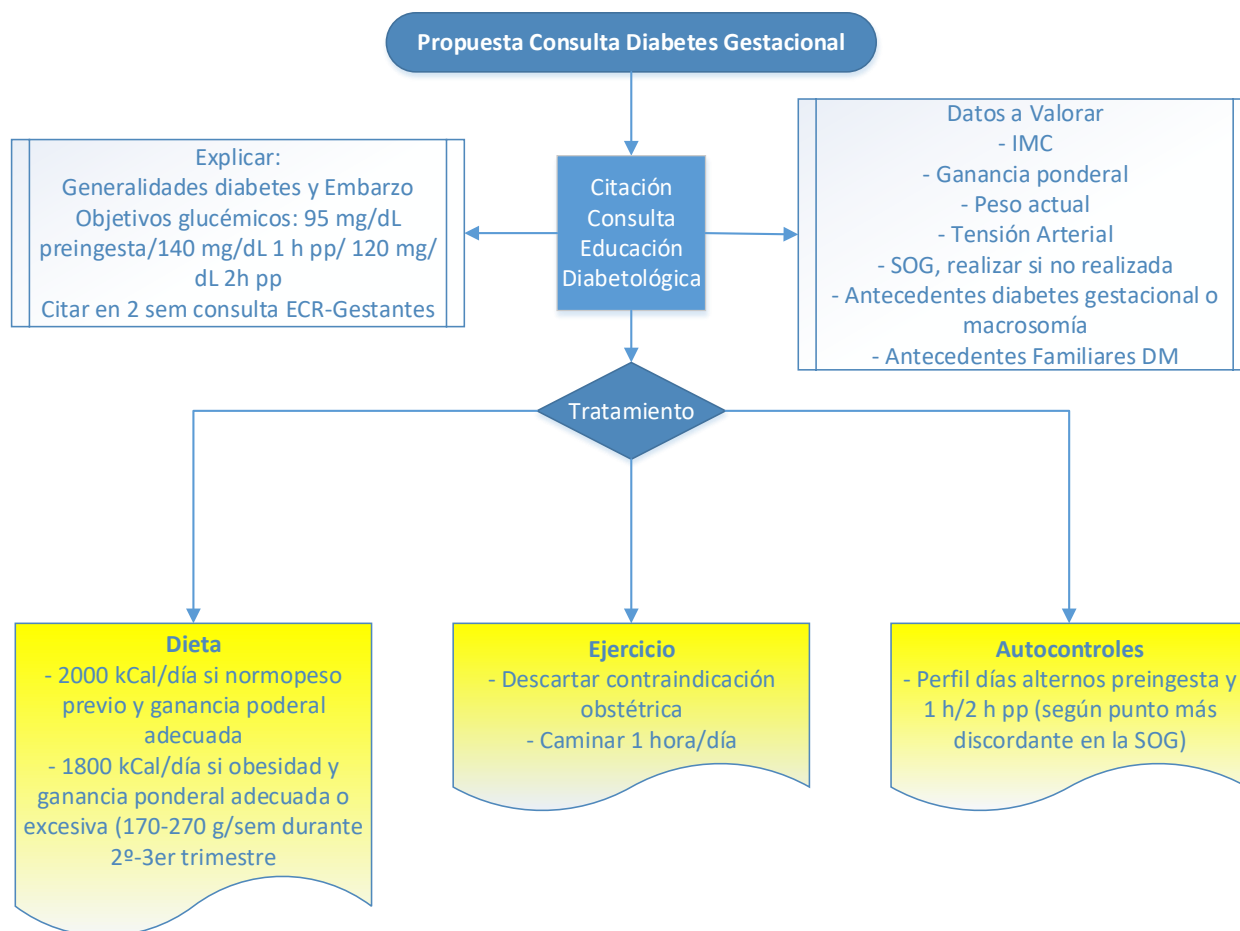 Propuesta Consulta Diabetes Gestacional
Explicar:
Generalidades diabetes y Embarzo
Objetivos glucémicos: 95 mg/dL
preingesta/140 mg/dL 1 h pp/ 120 mg/
dL 2h pp
Citar en 2 sem consulta ECR-Gestantes
Citación
Consulta
Educación
Diabetológica
Datos a Valorar
- IMC
- Ganancia ponderal
- Peso actual
- Tensión Arterial
- SOG, realizar si no realizada
- Antecedentes diabetes gestacional o
macrosomía
- Antecedentes Familiares DM
Tratamiento
Dieta
- 2000 kCal/día si normopeso
previo y ganancia poderal
adecuada
- 1800 kCal/día si obesidad y
ganancia ponderal adecuada o
excesiva (170-270 g/sem durante
2º-3er trimestre
Ejercicio
- Descartar contraindicación
obstétrica
- Caminar 1 hora/día
Autocontroles
- Perfil días alternos preingesta y
1 h/2 h pp (según punto más
discordante en la SOG)